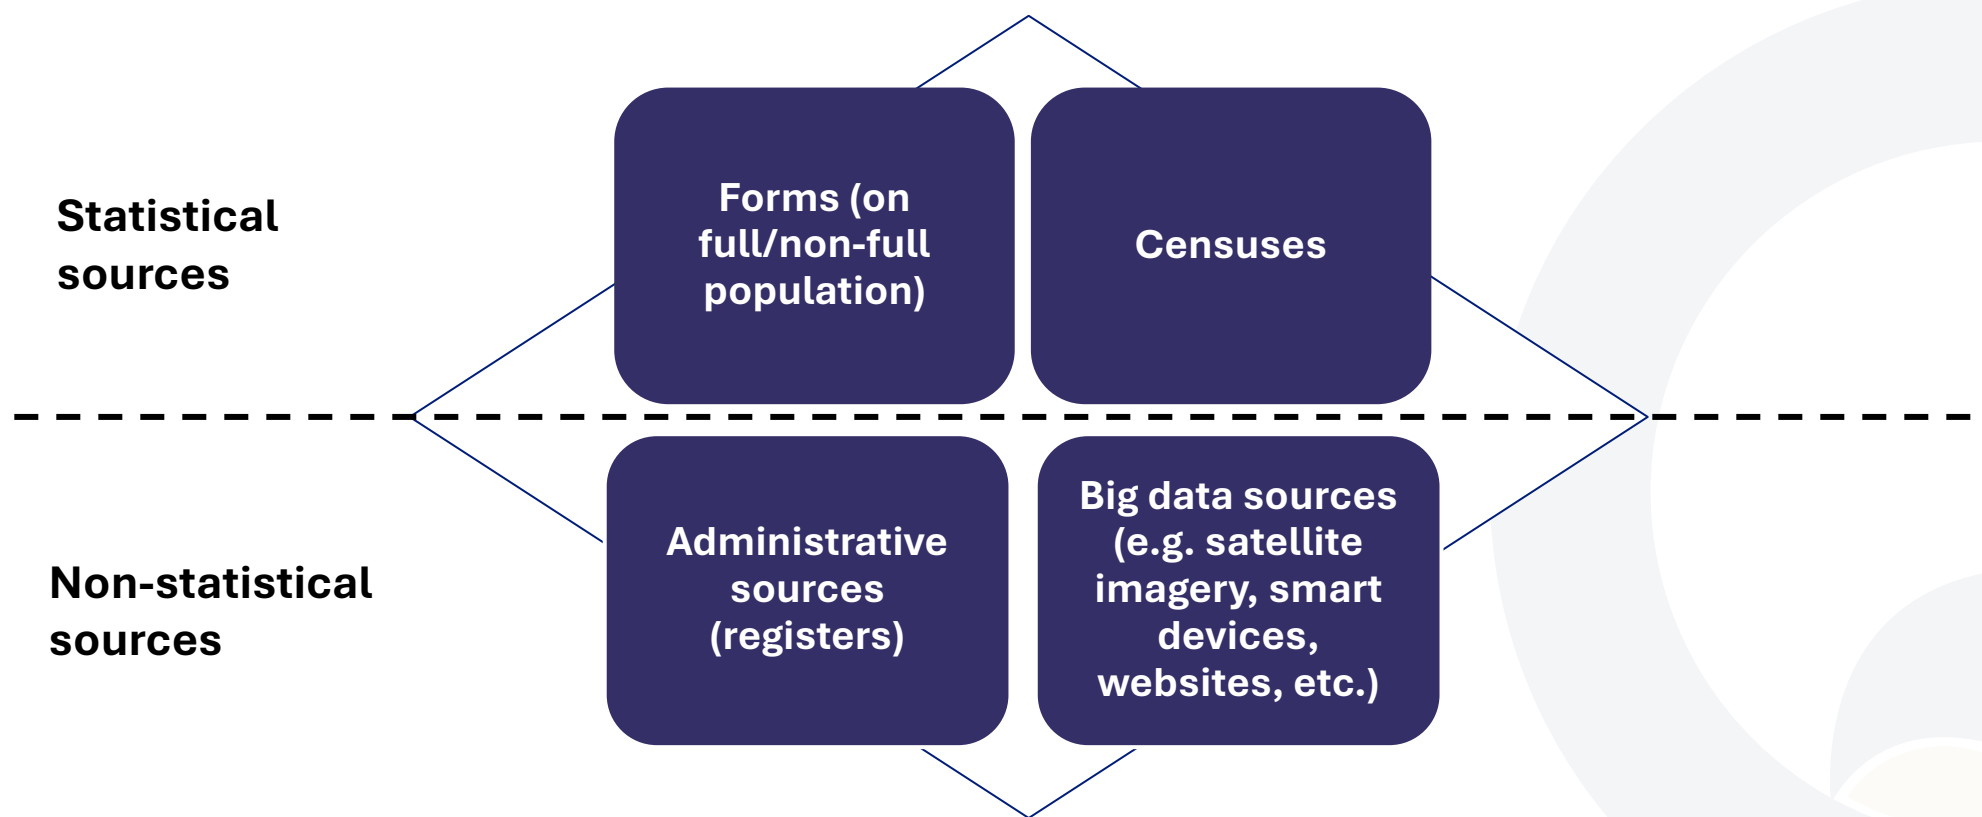 Statistical
sources
Forms (on
full/non-full
population)
Censuses
Non-statistical
sources
Administrative
sources
(registers)
Big data sources
(e.g. satellite
imagery, smart
devices,
websites, etc.)